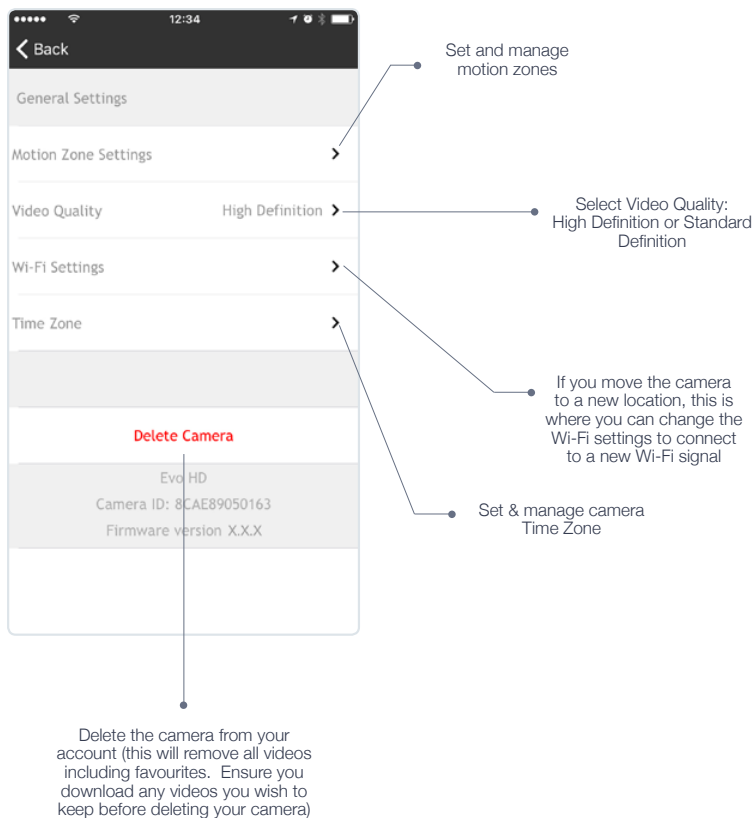 12:34
Back
General Settings
Motion Zone Settings
Video Quality High Definition
Wi-Fi Settings
Time Zone
Delete Camera
Evo HD
Camera ID: 8CAE89050163
Firmware version X.X.X
Set and manage
motion zones
Select Video Quality:
High Definition or Standard
Definition
If you move the camera
to a new location, this is
where you can change the
Wi-Fi settings to connect
to a new Wi-Fi signal
Set & manage camera
Time Zone
Delete the camera from your
account (this will remove all videos
including favourites. Ensure you
download any videos you wish to
keep before deleting your camera)